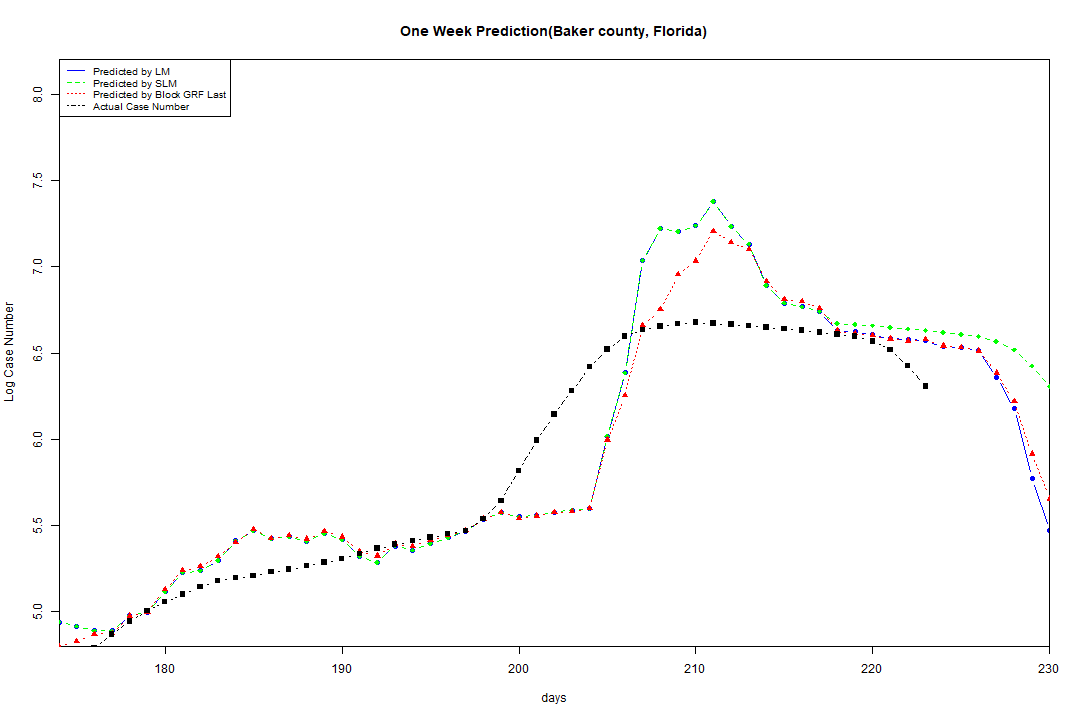 One Week Prediction(Baker county, Florida)
Predicted by LM
Predicted by SLM
Predicted by Block GRF Last
Actual Case Number
8.0
7.5
7.0
6.5
6.0
5.5
5.0
Log Case Number
180 190 200 210 220 230
days